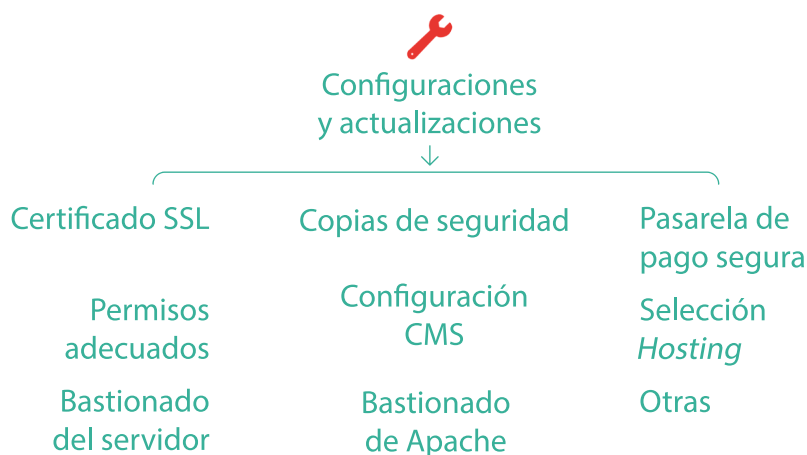 Configuraciones
y actualizaciones
Certificado SSL
Permisos
adecuados
Bastionado
del servidor
Copias de seguridad
Configuración
CMS
Bastionado
de Apache
Pasarela de
pago segura
Selección
Hosting
Otras